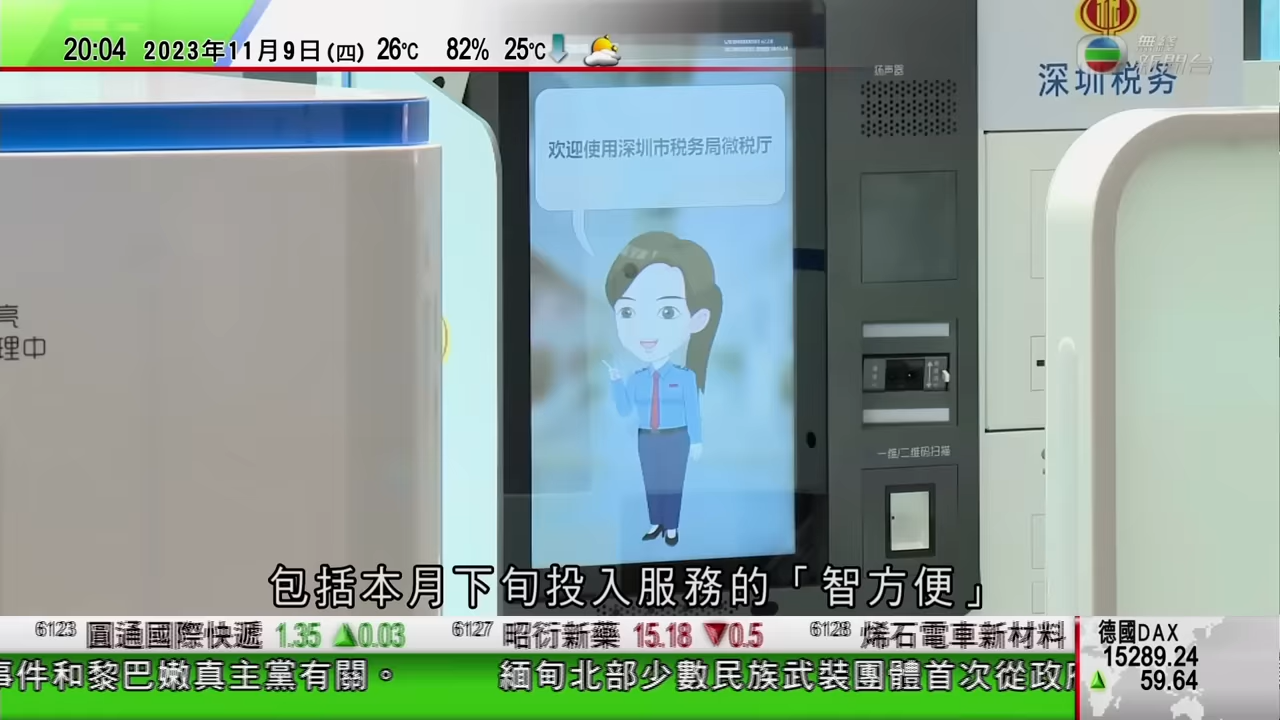 20:04 2023年11月9日(四) 26℃ 82% 25℃
無綫新聞台
扬声器
深圳税务
欢迎使用深圳市税务局微税厅
亮
理中
一维/二维码扫描
包括本月下旬投入服務的「智方便」
6123 圓通國際快遞 1.35 ▲0.03 6127 昭衍新藥 15.18 ▼0.5 6128 烯石電車新材料
德國DAX
15289.24
▲ 59.64
事件和黎巴嫩真主黨有關。 緬甸北部少數民族武裝團體首次從政府